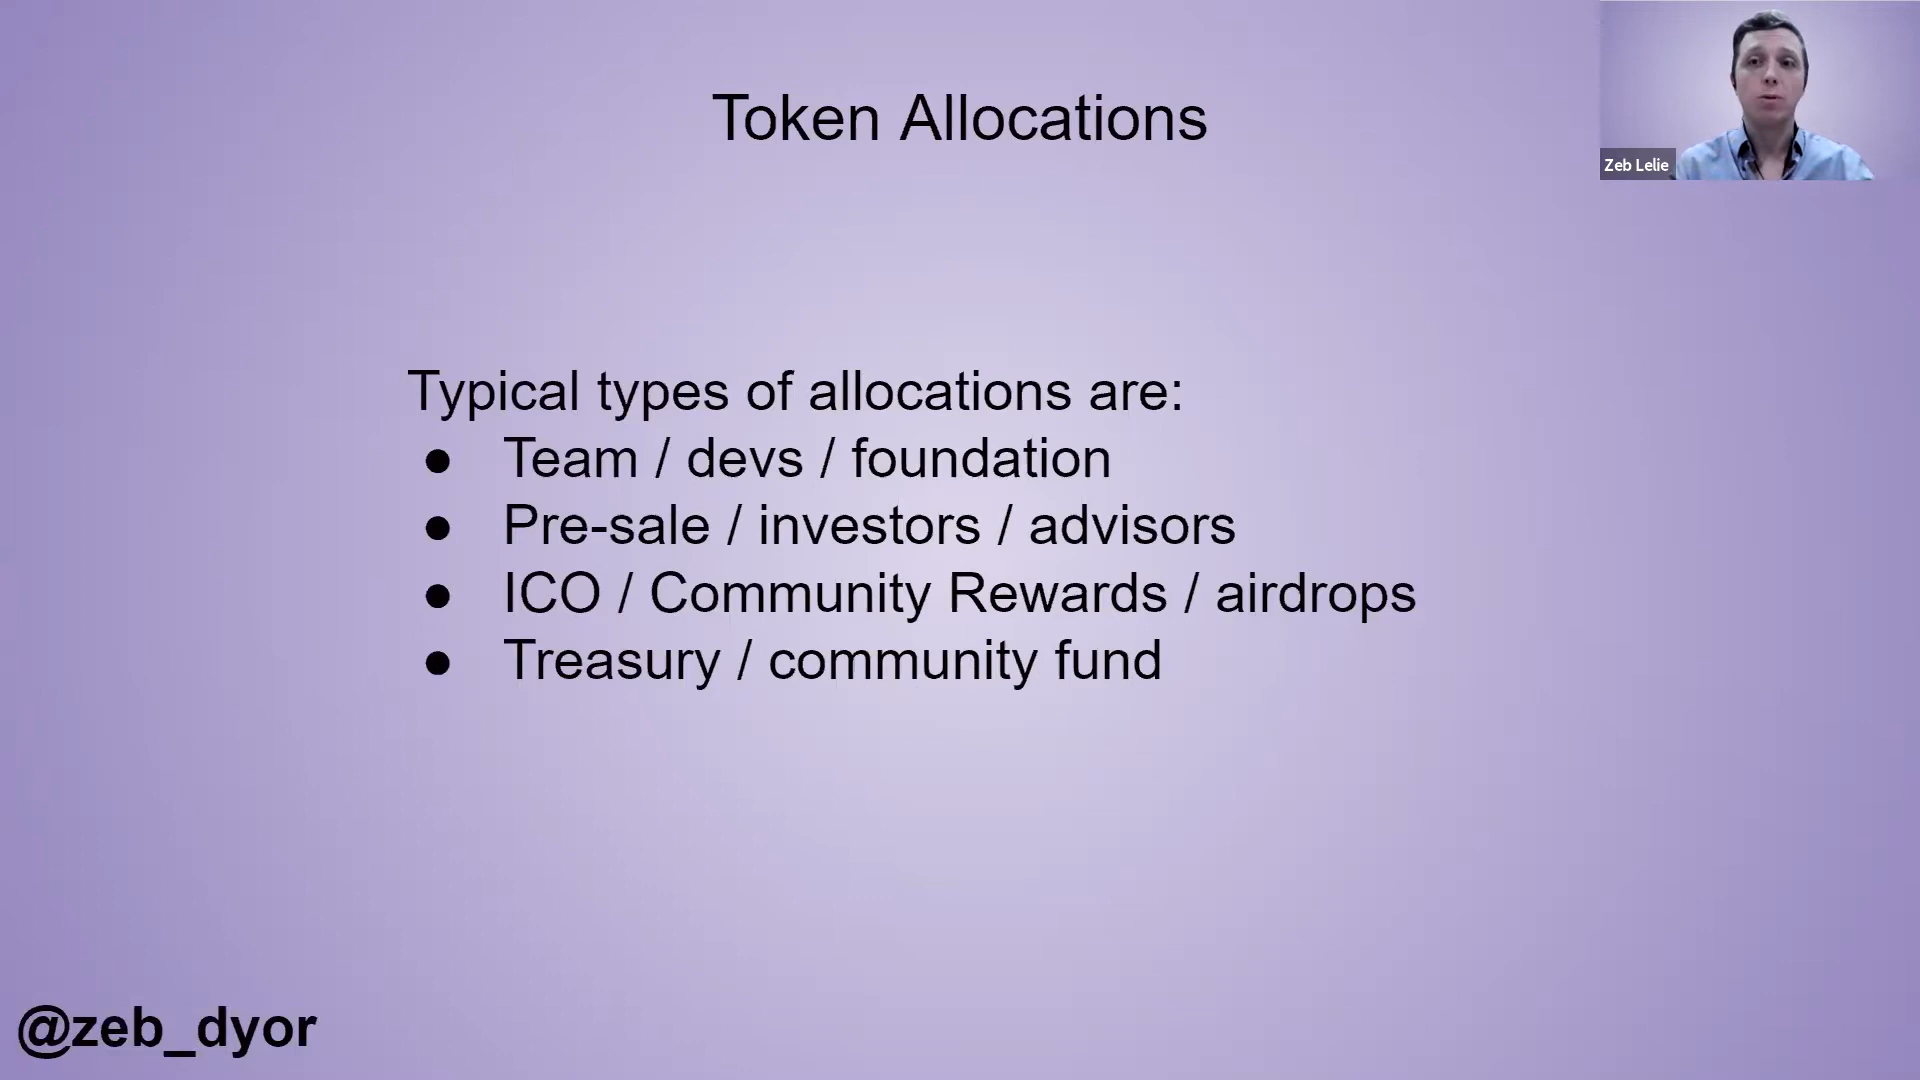 Token Allocations
Zeb Lelie
Typical types of allocations are:
● Team / devs / foundation
● Pre-sale / investors / advisors
● ICO / Community Rewards / airdrops
● Treasury / community fund
@zeb_dyor